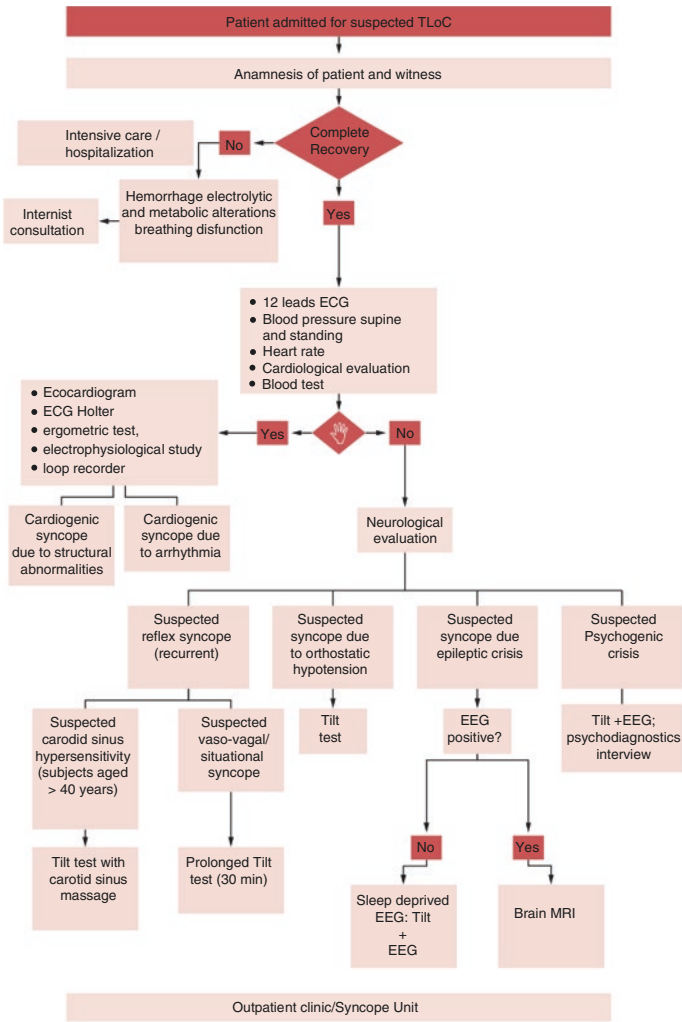 Patient admitted for suspected TLoC
Anamnesis of patient and witness
Complete
Recovery
No
Intensive care /
hospitalization
Hemorrhage electrolytic
and metabolic alterations
breathing disfunction
Internist
consultation
Yes
• 12 leads ECG
• Blood pressure supine
and standing
• Heart rate
• Cardiological evaluation
• Blood test
Yes
No
• Ecocardiogram
• ECG Holter
• ergometric test,
• electrophysiological study
• loop recorder
Cardiogenic
syncope
due to structural
abnormalities
Cardiogenic
syncope due
to arrhythmia
Neurological
evaluation
Suspected
reflex syncope
(recurrent)
Suspected
syncope due
to orthostatic
hypotension
Suspected
syncope due
epileptic crisis
Suspected
Psychogenic
crisis
Suspected
carodid sinus
hypersensitivity
(subjects aged
> 40 years)
Suspected
vaso-vagal/
situational
syncope
Tilt
test
EEG
positive?
Tilt +EEG;
psychodiagnostics
interview
No
Yes
Tilt test with
carotid sinus
massage
Prolonged Tilt
test (30 min)
Sleep deprived
EEG: Tilt
+
EEG
Brain MRI
Outpatient clinic/Syncope Unit